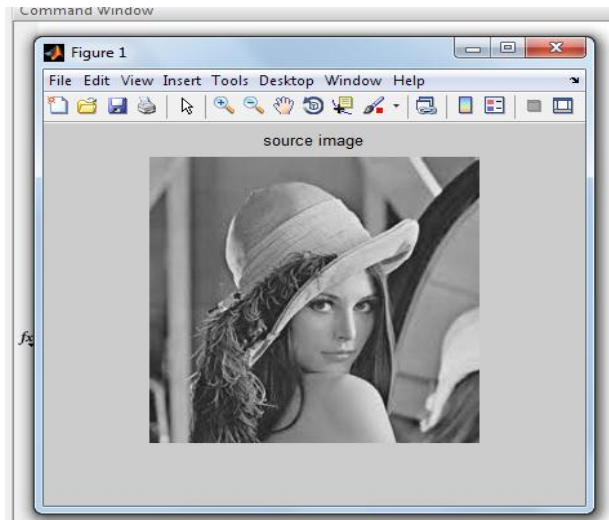 Command Window
Figure 1
File Edit View Insert Tools Desktop Window Help
source image
fx